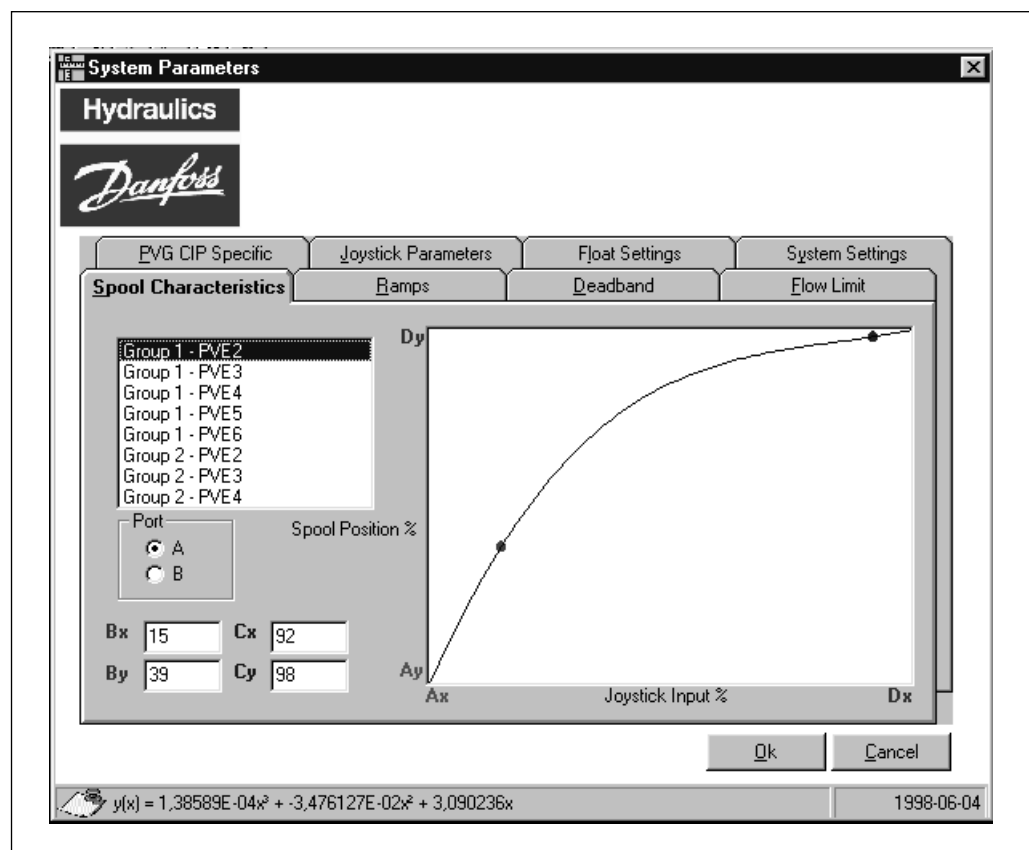 System Parameters
Hydraulics
Danfoss
PVG CIP Specific
Joystick Parameters
Float Settings
System Settings
Spool Characteristics
Ramps
Deadband
Flow Limit
Group 1 - PVE2
Group 1 - PVE3
Group 1 - PVE4
Group 1 - PVE5
Group 1 - PVE6
Group 2 - PVE2
Group 2 - PVE3
Group 2 - PVE4
Port
A
B
Bx 15 Cx 92
By 39 Cy 98
Dy
Spool Position %
Ay
Ax
Joystick Input %
Dx
Ok
Cancel
y(x) = 1,38589E-04x³ + -3,476127E-02x² + 3,090236x
1998-06-04